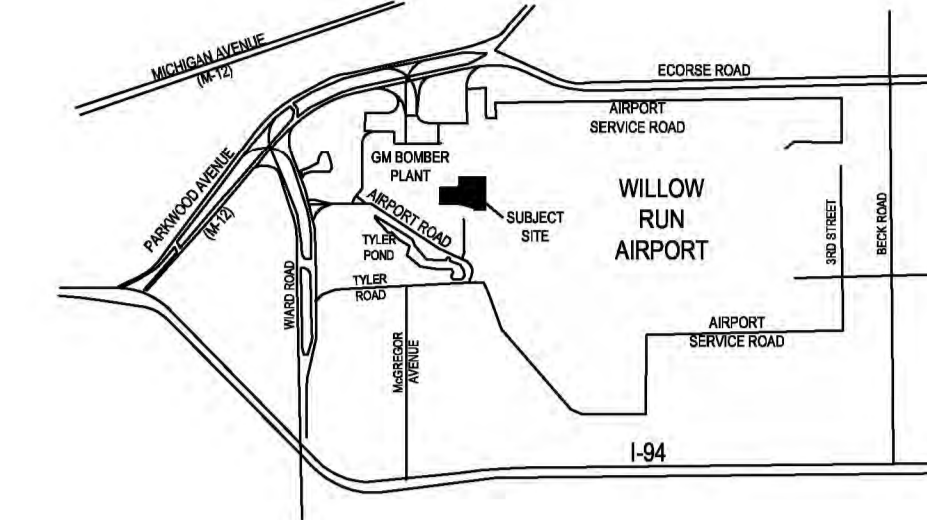 MICHIGAN AVENUE
(M-12)
ECORSE ROAD
AIRPORT
SERVICE ROAD
GM BOMBER
PLANT
PARKWOOD AVENUE
(M-12)
AIRPORT ROAD
SUBJECT
SITE
WILLOW
RUN
AIRPORT
3RD STREET
BECK ROAD
TYLER
POND
TYLER
ROAD
WIARD ROAD
McGREGOR
AVENUE
AIRPORT
SERVICE ROAD
I-94